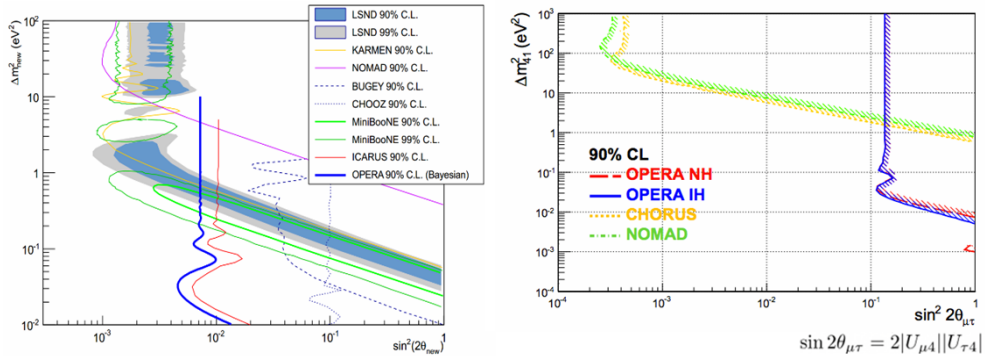 Δm²new (eV²)
10²
10
1
10⁻¹
10⁻²
10⁻³
10⁻²
10⁻¹
1
sin²(2θnew)
LSND 90% C.L.
LSND 99% C.L.
KARMEN 90% C.L.
NOMAD 90% C.L.
BUGEY 90% C.L.
CHOOZ 90% C.L.
MiniBooNE 90% C.L.
MiniBooNE 99% C.L.
ICARUS 90% C.L.
OPERA 90% C.L. (Bayesian)
Δm²41 (eV²)
10³
10²
10
1
10⁻¹
10⁻²
10⁻³
10⁻⁴
90% CL
OPERA NH
OPERA IH
CHORUS
NOMAD
10⁻⁴
10⁻³
10⁻²
10⁻¹
1
sin² 2θμτ
sin 2θμτ = 2|Uμ4||Uτ4|